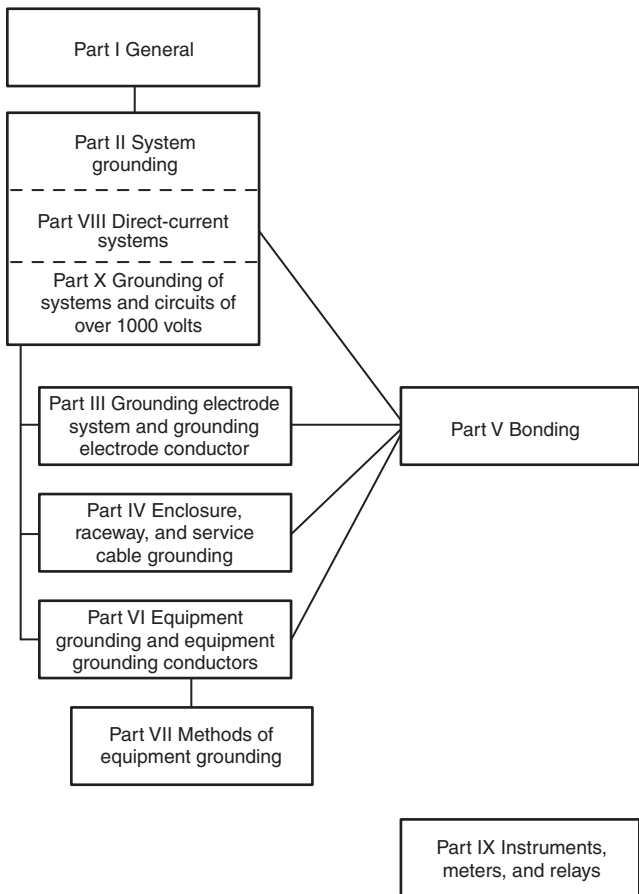 Part I General
Part II System
grounding
Part VIII Direct-current
systems
Part X Grounding of
systems and circuits of
over 1000 volts
Part III Grounding electrode
system and grounding
electrode conductor
Part V Bonding
Part IV Enclosure,
raceway, and service
cable grounding
Part VI Equipment
grounding and equipment
grounding conductors
Part VII Methods of
equipment grounding
Part IX Instruments,
meters, and relays